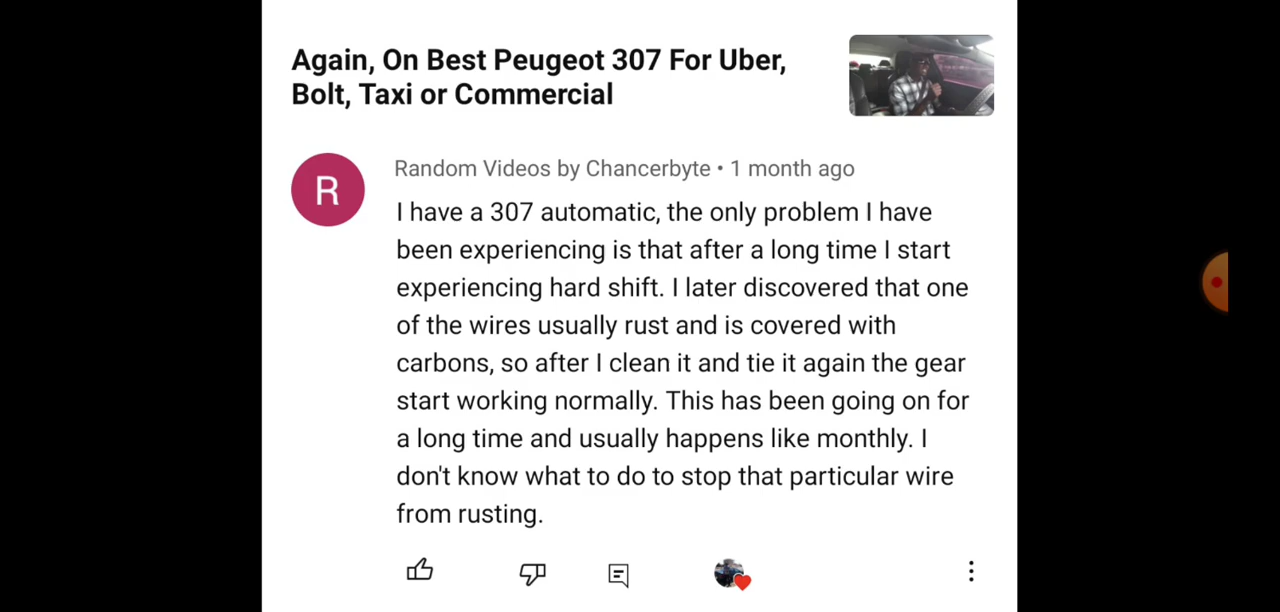 Again, On Best Peugeot 307 For Uber,
Bolt, Taxi or Commercial
R
Random Videos by Chancerbyte • 1 month ago
I have a 307 automatic, the only problem I have
been experiencing is that after a long time I start
experiencing hard shift. I later discovered that one
of the wires usually rust and is covered with
carbons, so after I clean it and tie it again the gear
start working normally. This has been going on for
a long time and usually happens like monthly. I
don't know what to do to stop that particular wire
from rusting.